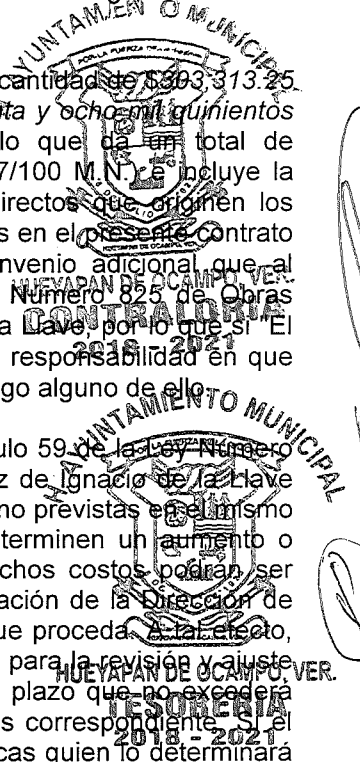 H. AYUNTAMIENTO MUNICIPAL
cantidad de $303,313.25
ta y ocho mil quinientos
lo que da un total de
7/100 M.N.) e incluye la
directos que originen los
s en el presente contrato
nvenio adicional que al
HUEYAPAN DE OCAMPO, VER.
Número 825 de Obras
CONTRALORIA
a Llave, por lo que si "El
2018 - 2021
responsabilidad en que
go alguno de ello.
H. AYUNTAMIENTO MUNICIPAL
ulo 59 de la Ley Número
z de Ignacio de la Llave
no previstas en el mismo
terminen un aumento o
chos costos podrán ser
ación de la Dirección de
ue proceda. A tal efecto,
para la revisión y ajuste
HUEYAPAN DE OCAMPO, VER.
plazo que no excederá
TESORERIA
s correspondiente. Si el
2018 - 2021
cas quien lo determinará